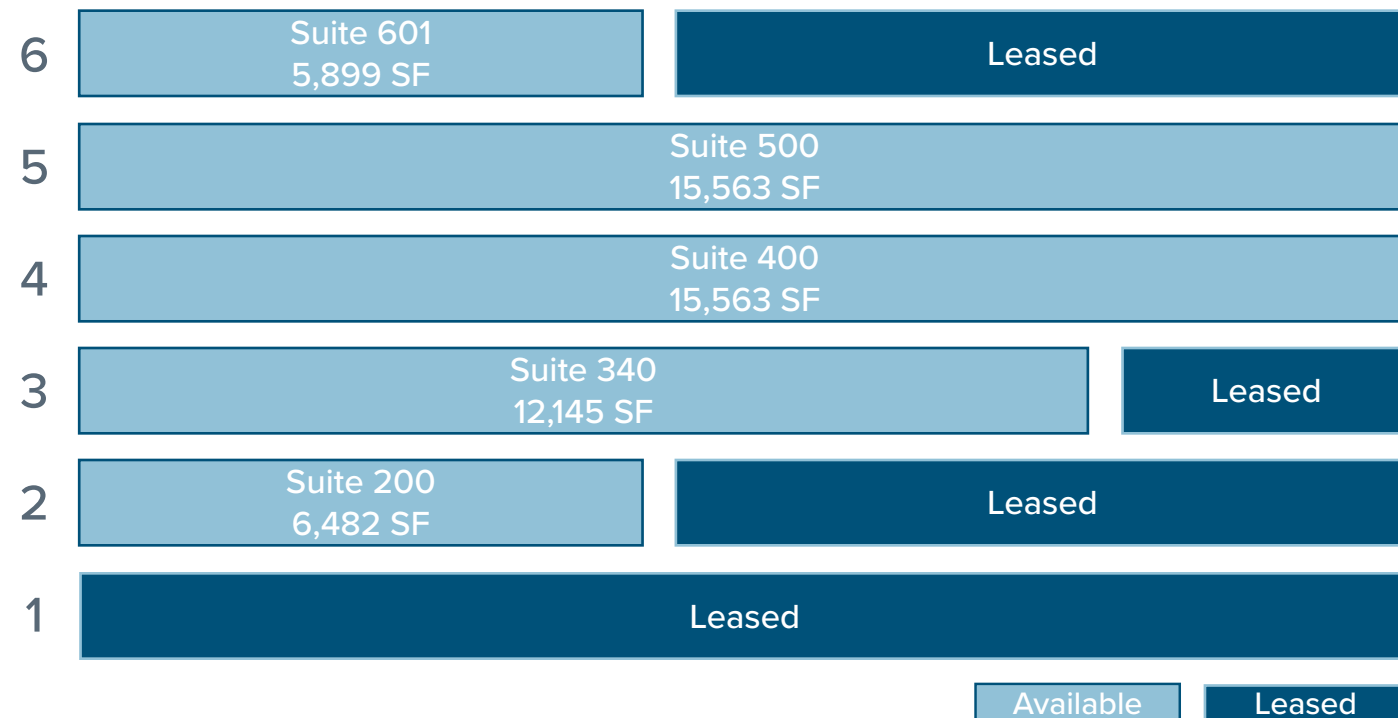 6
Suite 601
5,899 SF
Leased
5
Suite 500
15,563 SF
4
Suite 400
15,563 SF
3
Suite 340
12,145 SF
Leased
2
Suite 200
6,482 SF
Leased
1
Leased
Available
Leased